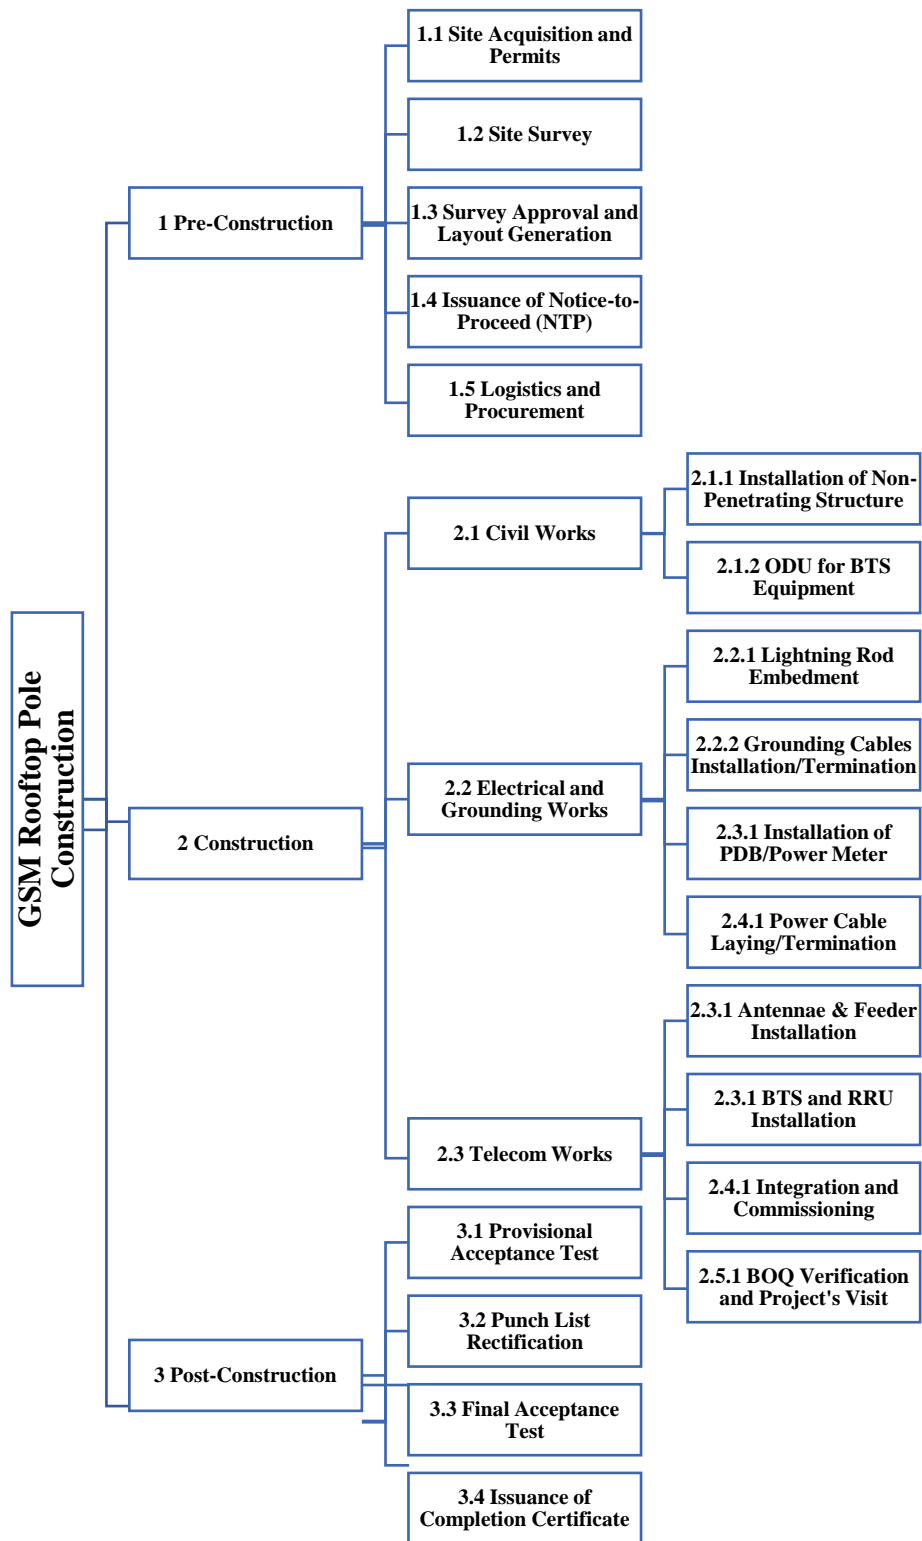 GSM Rooftop Pole
Construction
1 Pre-Construction
1.1 Site Acquisition and
Permits
1.2 Site Survey
1.3 Survey Approval and
Layout Generation
1.4 Issuance of Notice-to-
Proceed (NTP)
1.5 Logistics and
Procurement
2 Construction
2.1 Civil Works
2.1.1 Installation of Non-
Penetrating Structure
2.1.2 ODU for BTS
Equipment
2.2 Electrical and
Grounding Works
2.2.1 Lightning Rod
Embedment
2.2.2 Grounding Cables
Installation/Termination
2.3.1 Installation of
PDB/Power Meter
2.4.1 Power Cable
Laying/Termination
2.3 Telecom Works
2.3.1 Antennae & Feeder
Installation
2.3.1 BTS and RRU
Installation
2.4.1 Integration and
Commissioning
2.5.1 BOQ Verification
and Project's Visit
3 Post-Construction
3.1 Provisional
Acceptance Test
3.2 Punch List
Rectification
3.3 Final Acceptance
Test
3.4 Issuance of
Completion Certificate